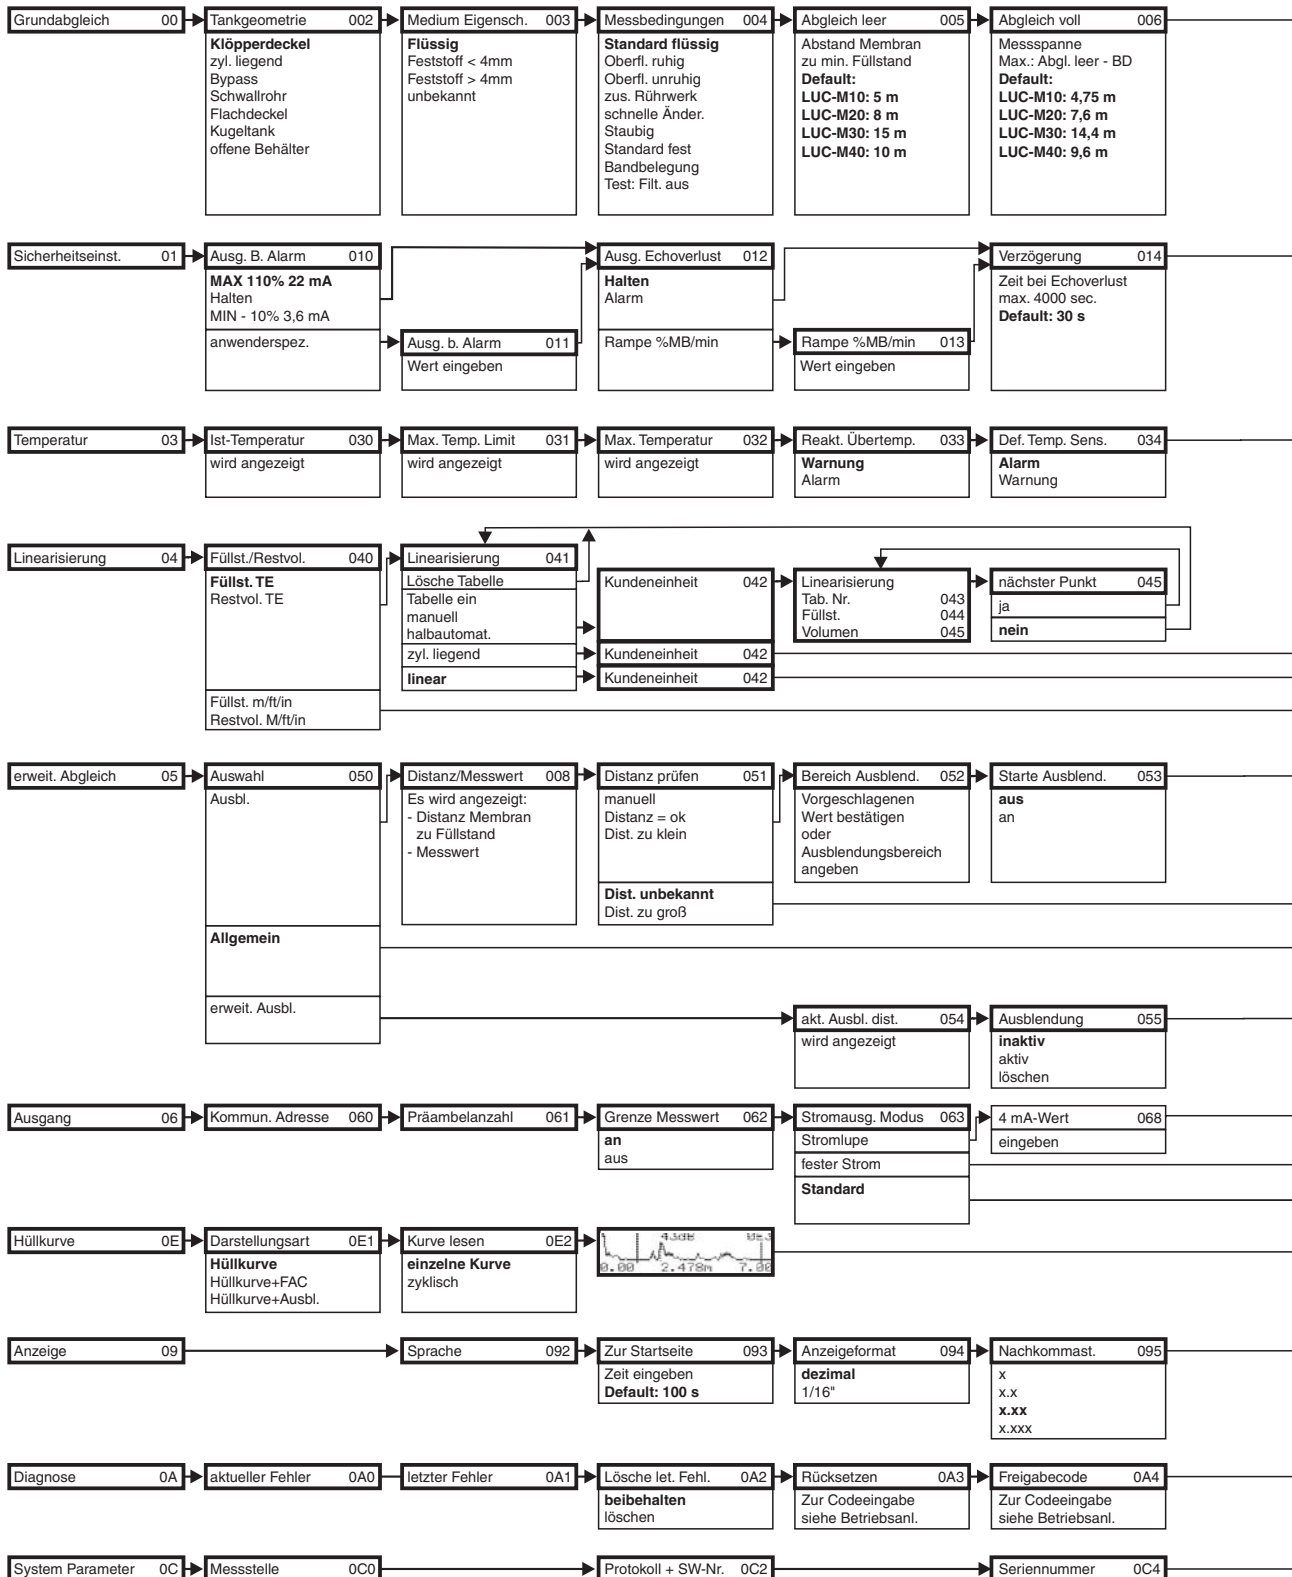 Grundabgleich 00
Tankgeometrie 002
Klöpperdeckel
zyl. liegend
Bypass
Schwallrohr
Flachdeckel
Kugeltank
offene Behälter
Medium Eigensch. 003
Flüssig
Feststoff < 4mm
Feststoff > 4mm
unbekannt
Messbedingungen 004
Standard flüssig
Oberfl. ruhig
Oberfl. unruhig
zus. Rührwerk
schnelle Änder.
Staubig
Standard fest
Bandbelegung
Test: Filt. aus
Abgleich leer 005
Abstand Membran
zu min. Füllstand
Default:
LUC-M10: 5 m
LUC-M20: 8 m
LUC-M30: 15 m
LUC-M40: 10 m
Abgleich voll 006
Messspanne
Max.: Abgl. leer - BD
Default:
LUC-M10: 4,75 m
LUC-M20: 7,6 m
LUC-M30: 14,4 m
LUC-M40: 9,6 m
Sicherheitseinst. 01
Ausg. B. Alarm 010
MAX 110% 22 mA
Halten
MIN - 10% 3,6 mA
anwenderspez.
Ausg. b. Alarm 011
Wert eingeben
Ausg. Echoverlust 012
Halten
Alarm
Rampe %MB/min
Rampe %MB/min 013
Wert eingeben
Verzögerung 014
Zeit bei Echoverlust
max. 4000 sec.
Default: 30 s
Temperatur 03
Ist-Temperatur 030
wird angezeigt
Max. Temp. Limit 031
wird angezeigt
Max. Temperatur 032
wird angezeigt
Reakt. Übertemp. 033
Warnung
Alarm
Def. Temp. Sens. 034
Alarm
Warnung
Linearisierung 04
Füllst./Restvol. 040
Füllst. TE
Restvol. TE
Füllst. m/ft/in
Restvol. M/ft/in
Linearisierung 041
Lösche Tabelle
Tabelle ein
manuell
halbautomat.
zyl. liegend
linear
Kundeneinheit 042
Kundeneinheit 042
Kundeneinheit 042
Linearisierung
Tab. Nr. 043
Füllst. 044
Volumen 045
nächster Punkt 045
ja
nein
erweit. Abgleich 05
Auswahl 050
Ausbl.
Allgemein
erweit. Ausbl.
Distanz/Messwert 008
Es wird angezeigt:
- Distanz Membran
zu Füllstand
- Messwert
Distanz prüfen 051
manuell
Distanz = ok
Dist. zu klein
Dist. unbekannt
Dist. zu groß
Bereich Ausblend. 052
Vorgeschlagenen
Wert bestätigen
oder
Ausblendungsbereich
angeben
Starte Ausblend. 053
aus
an
akt. Ausbl. dist. 054
wird angezeigt
Ausblendung 055
inaktiv
aktiv
löschen
Ausgang 06
Kommun. Adresse 060
Präambelanzahl 061
Grenze Messwert 062
an
aus
Stromausg. Modus 063
Stromlupe
fester Strom
Standard
4 mA-Wert 068
eingeben
Hüllkurve 0E
Darstellungsart 0E1
Hüllkurve
Hüllkurve+FAC
Hüllkurve+Ausbl.
Kurve lesen 0E2
einzelne Kurve
zyklisch
43dB 0E3
0.00 2.478m 7.00
Anzeige 09
Sprache 092
Zur Startseite 093
Zeit eingeben
Default: 100 s
Anzeigeformat 094
dezimal
1/16"
Nachkommast. 095
x
x.x
x.xx
x.xxx
Diagnose 0A
aktueller Fehler 0A0
letzter Fehler 0A1
Lösche let. Fehl. 0A2
beibehalten
löschen
Rücksetzen 0A3
Zur Codeeingabe
siehe Betriebsanl.
Freigabecode 0A4
Zur Codeeingabe
siehe Betriebsanl.
System Parameter 0C
Messstelle 0C0
Protokoll + SW-Nr. 0C2
Seriennummer 0C4